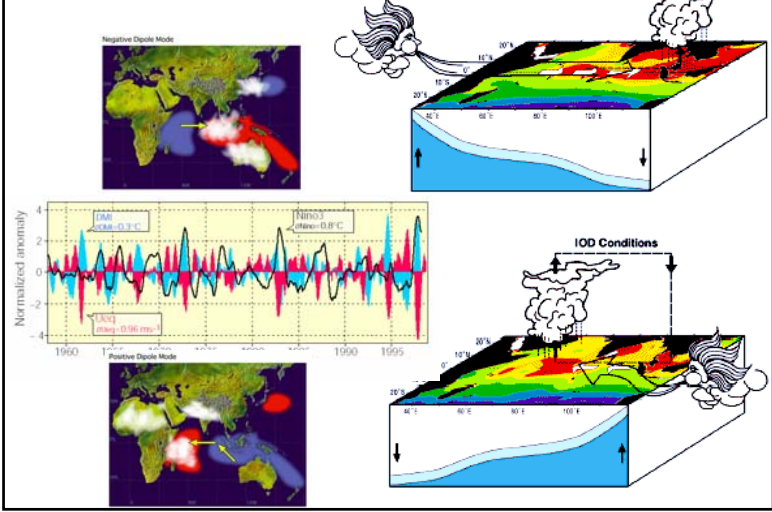 Negative Dipole Mode
20°N
10°N
0°
20°S
40°E
60°E
80°E
100°E
Normalized anomaly
4
2
0
−2
−4
DMI
σDMI=0.3°C
Nino3
σNino=0.8°C
Ueq
σUeq=0.96 ms⁻¹
1960
1985
1990
1995
Positive Dipole Mode
IOD Conditions
20°N
10°N
0°
20°S
40°E
60°E
80°E
100°E